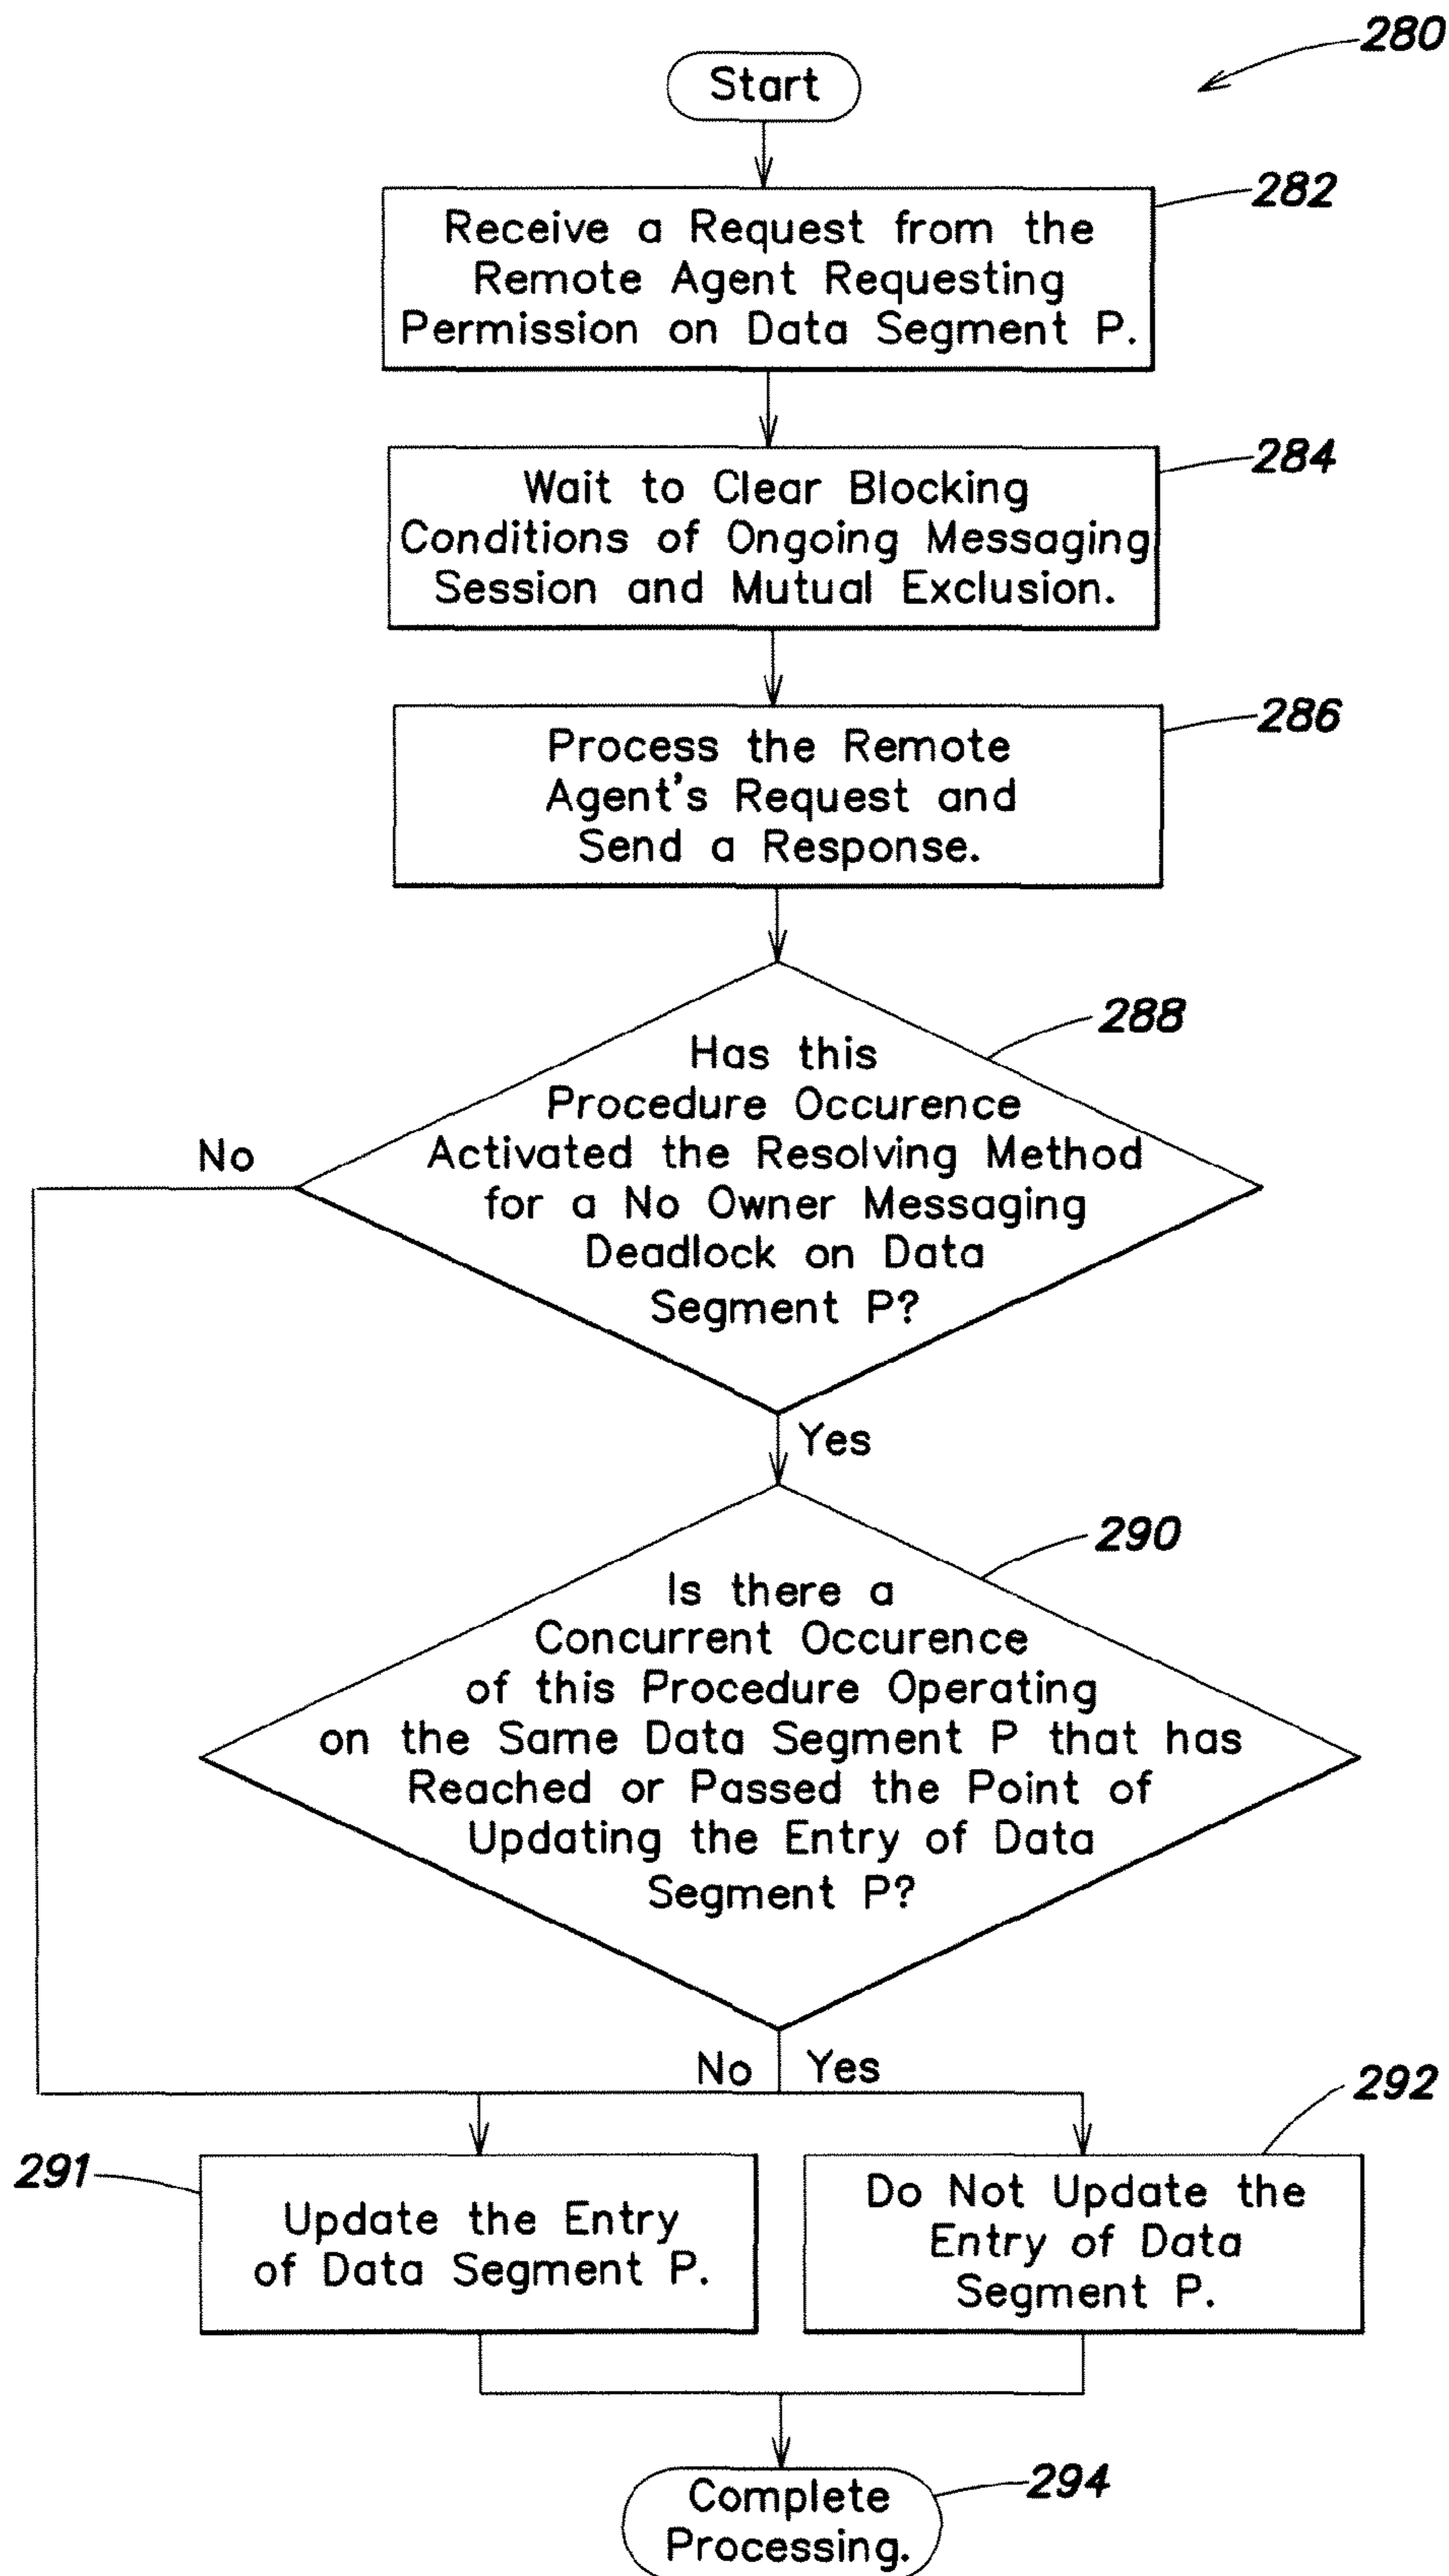 280
Start
282
Receive a Request from the
Remote Agent Requesting
Permission on Data Segment P.
284
Wait to Clear Blocking
Conditions of Ongoing Messaging
Session and Mutual Exclusion.
286
Process the Remote
Agent's Request and
Send a Response.
288
Has this
Procedure Occurence
Activated the Resolving Method
for a No Owner Messaging
Deadlock on Data
Segment P?
No
Yes
290
Is there a
Concurrent Occurence
of this Procedure Operating
on the Same Data Segment P that has
Reached or Passed the Point of
Updating the Entry of Data
Segment P?
No Yes
291
Update the Entry
of Data Segment P.
292
Do Not Update the
Entry of Data
Segment P.
294
Complete
Processing.